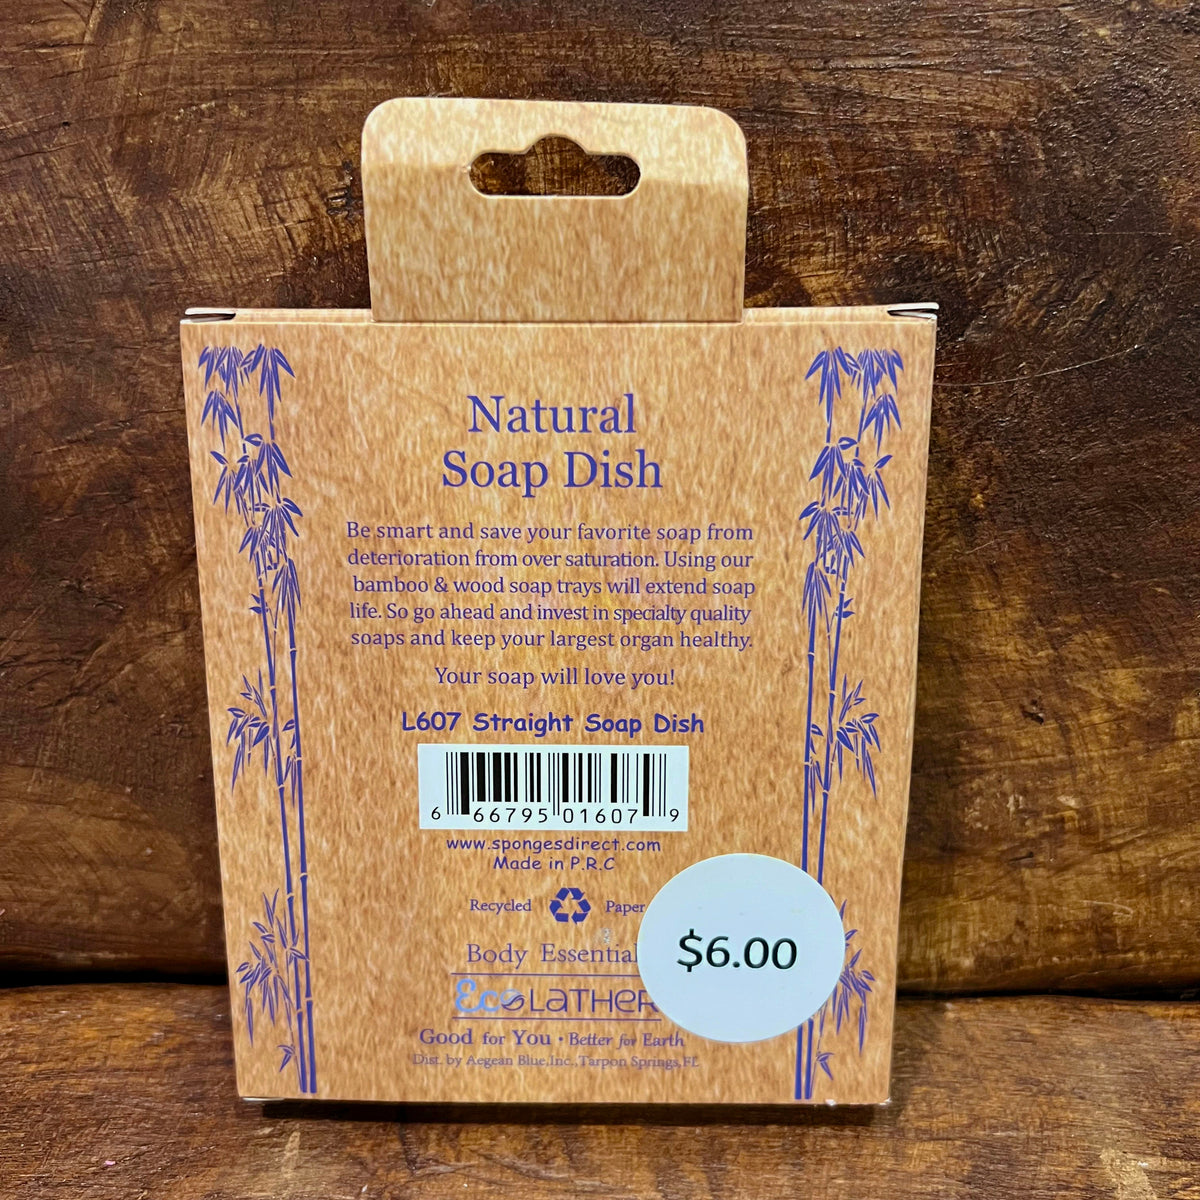 Natural
Soap Dish
Be smart and save your favorite soap from
deterioration from over saturation. Using our
bamboo & wood soap trays will extend soap
life. So go ahead and invest in specialty quality
soaps and keep your largest organ healthy.
Your soap will love you!
L607 Straight Soap Dish
6 66795 01607 9
www.spongesdirect.com
Made in P.R.C
Recycled Paper
Body Essential
Eco LATHER
$6.00
Good for You • Better for Earth
Dist. by Aegean Blue,Inc.,Tarpon Springs,FL